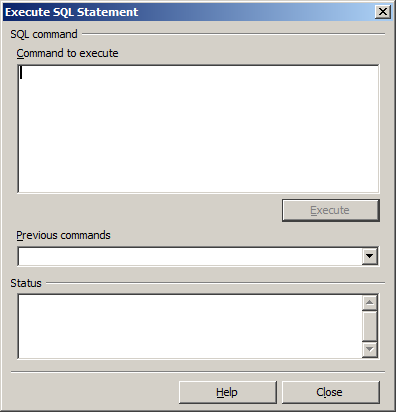 Execute SQL Statement
SQL command
Command to execute
Execute
Previous commands
Status
Help
Close